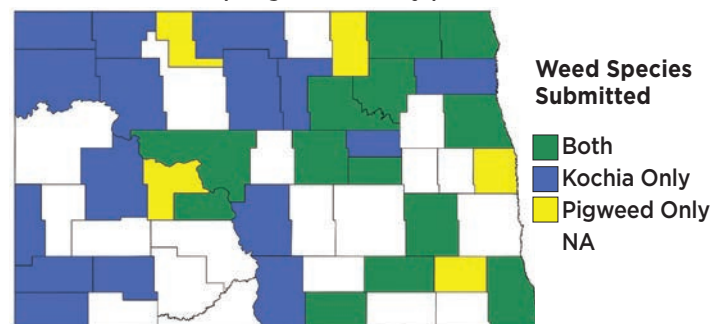 Weed Species
Submitted
Both
Kochia Only
Pigweed Only
NA